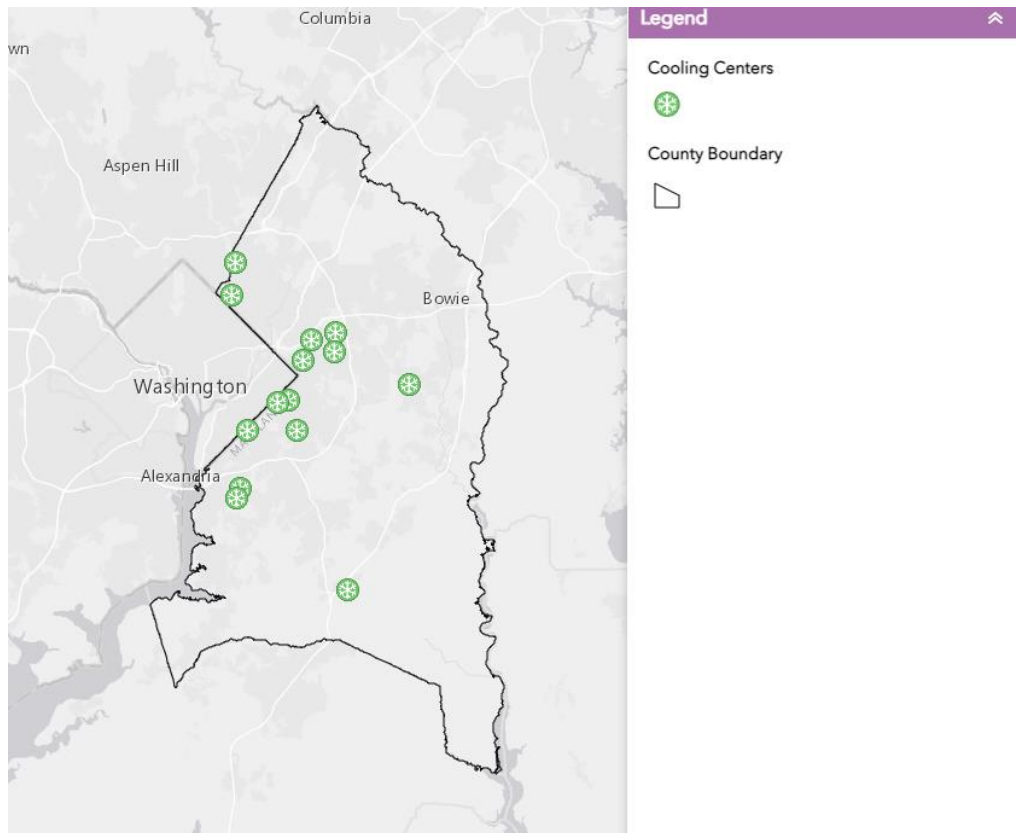 Columbia
wn
Aspen Hill
Bowie
Washington
Alexandria
Legend
Cooling Centers
County Boundary